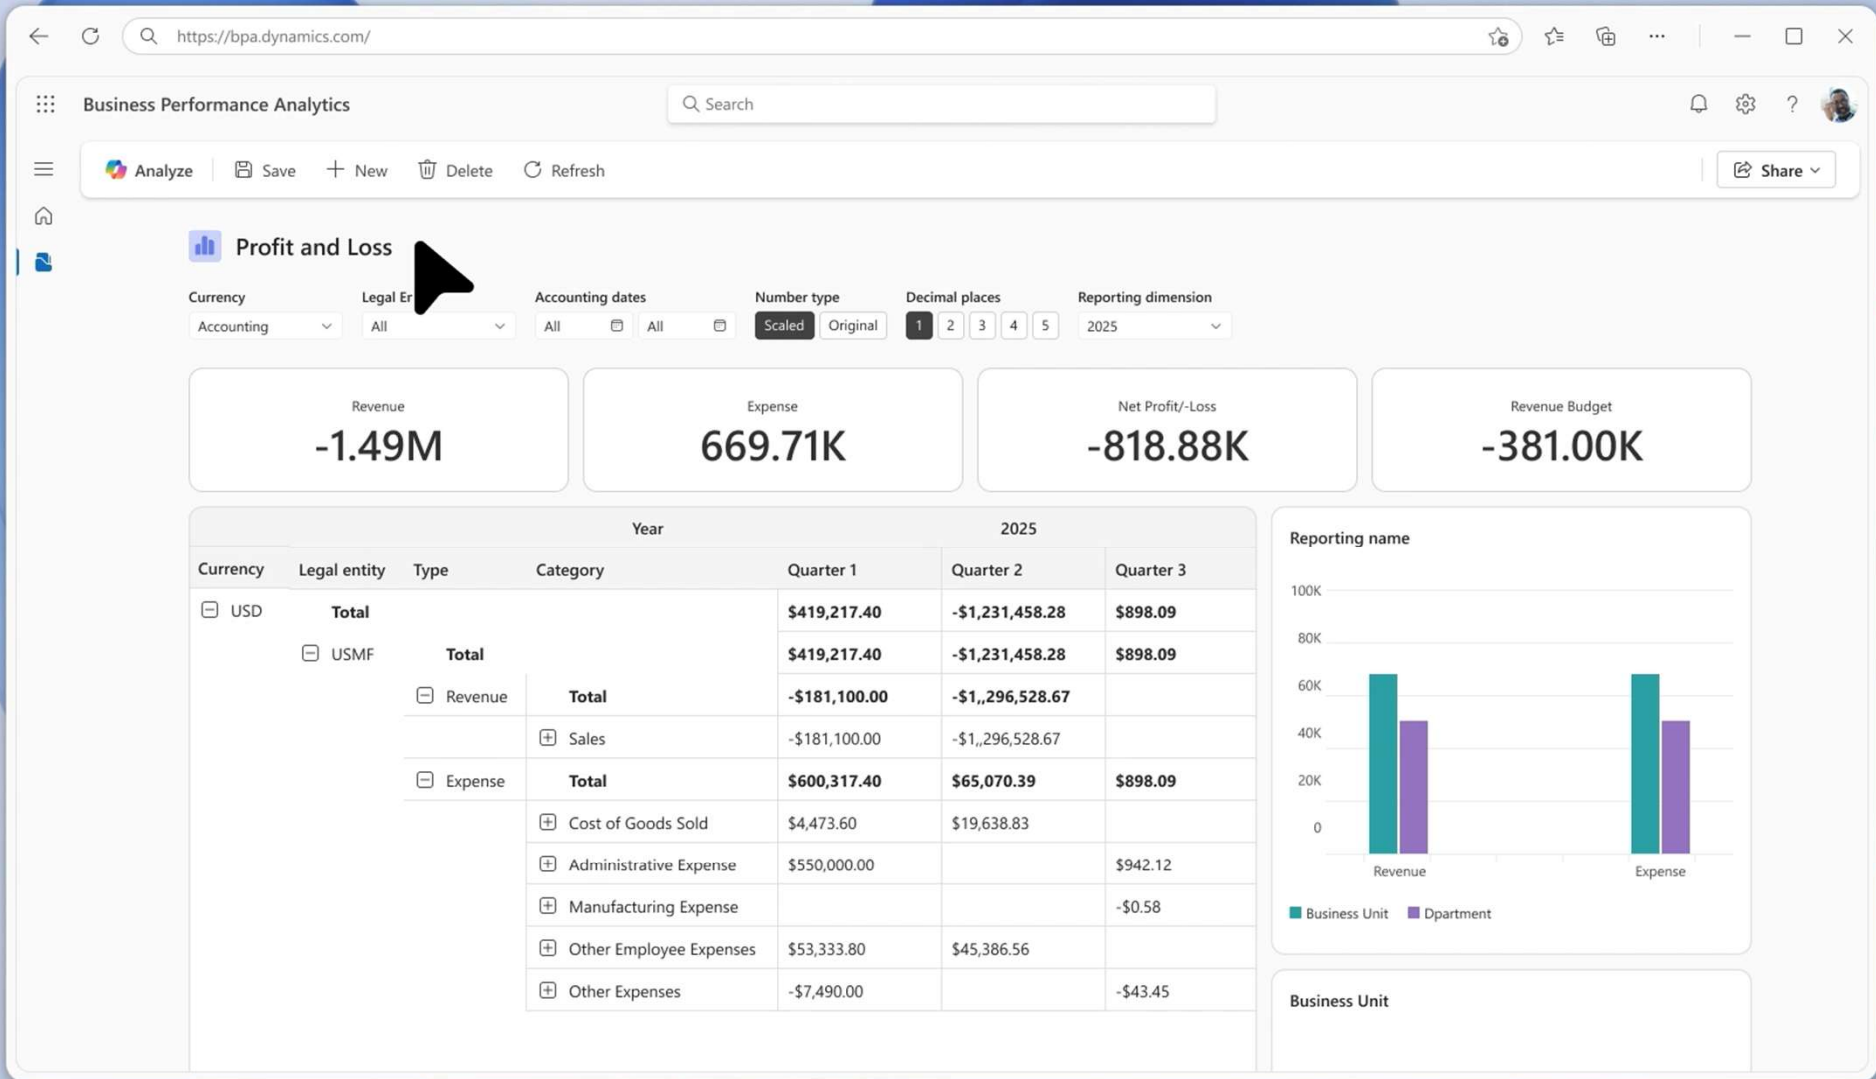 https://bpa.dynamics.com/
Business Performance Analytics
Search
?
Analyze Save New Delete Refresh Share
Profit and Loss
Currency Legal Accounting dates Number type Decimal places Reporting dimension
Accounting All All All Scaled Original 1 2 3 4 5 2025
Revenue Expense Net Profit/-Loss Revenue Budget
-1.49M 669.71K -818.88K -381.00K
Year 2025
Currency Legal entity Type Category Quarter 1 Quarter 2 Quarter 3
USD Total $419,217.40 -$1,231,458.28 $898.09
USMF Total $419,217.40 -$1,231,458.28 $898.09
Revenue Total -$181,100.00 -$1,,296,528.67
Sales -$181,100.00 -$1,,296,528.67
Expense Total $600,317.40 $65,070.39 $898.09
Cost of Goods Sold $4,473.60 $19,638.83
Administrative Expense $550,000.00 $942.12
Manufacturing Expense -$0.58
Other Employee Expenses $53,333.80 $45,386.56
Other Expenses -$7,490.00 -$43.45
Reporting name
100K
80K
60K
40K
20K
0
Revenue Expense
Business Unit Dpartment
Business Unit